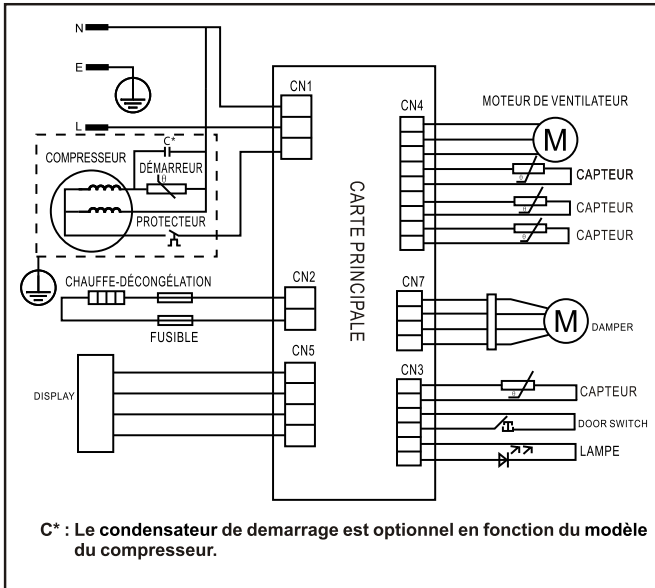 N
CN1
CN4
MOTEUR DE VENTILATEUR
E
M
L
C*
COMPRESSEUR
DÉMARREUR
θ
PROTECTEUR
θ
CAPTEUR
θ
CAPTEUR
θ
CAPTEUR
CARTE PRINCIPALE
CHAUFFE-DÉCONGÉLATION
CN2
CN7
FUSIBLE
M
DAMPER
CN5
CN3
DISPLAY
θ
CAPTEUR
DOOR SWITCH
LAMPE
C* : Le condensateur de demarrage est optionnel en fonction du modèle
du compresseur.